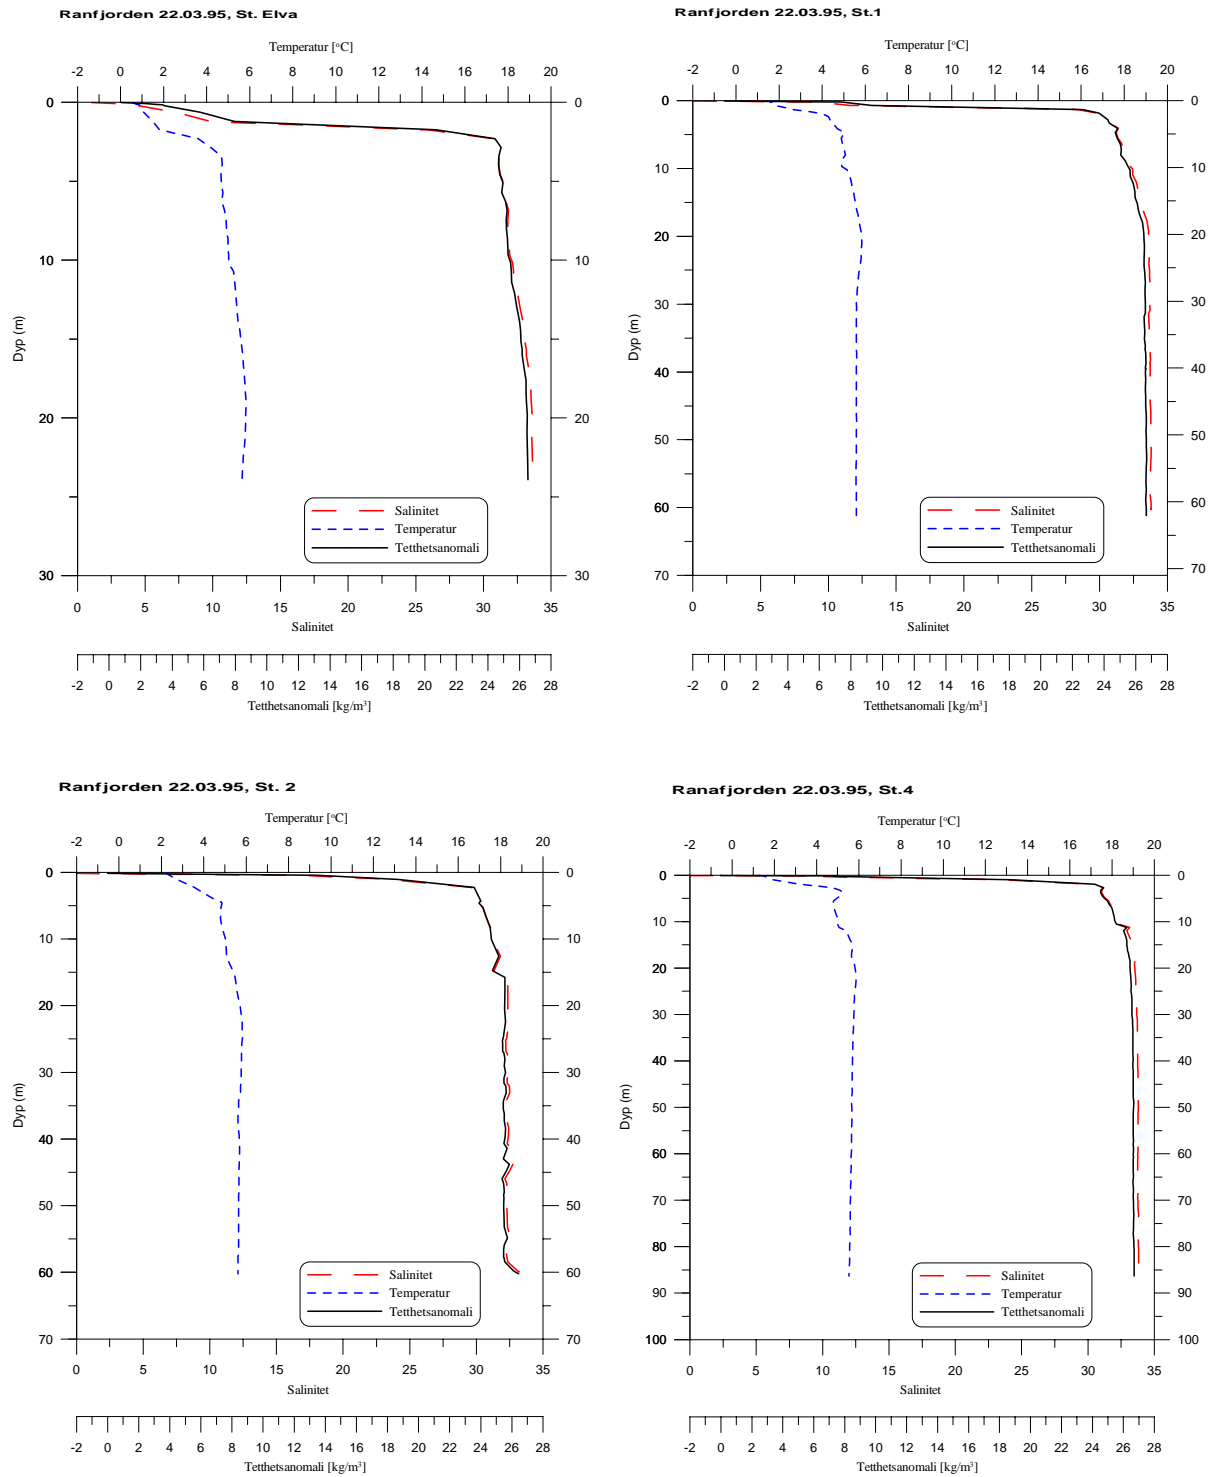 Ranfjorden 22.03.95, St. Elva
Temperatur [°C]
-2 0 2 4 6 8 10 12 14 16 18 20
0 0
10 10
Dyp (m)
20 10
Salinitet
Temperatur
Tetthetsanomali
30 30
0 5 10 15 20 25 30 35
Salinitet
-2 0 2 4 6 8 10 12 14 16 18 20 22 24 26 28
Tetthetsanomali [kg/m³]
Ranfjorden 22.03.95, St.1
Temperatur [°C]
-2 0 2 4 6 8 10 12 14 16 18 20
0 0
10 10
20 20
30 30
Dyp (m)
40 40
50 50
60 60
Salinitet
Temperatur
Tetthetsanomali
70 70
0 5 10 15 20 25 30 35
Salinitet
-2 0 2 4 6 8 10 12 14 16 18 20 22 24 26 28
Tetthetsanomali [kg/m³]
Ranfjorden 22.03.95, St. 2
Temperatur [°C]
-2 0 2 4 6 8 10 12 14 16 18 20
0 0
10 10
20 20
30 30
Dyp (m)
40 40
50 50
60 60
Salinitet
Temperatur
Tetthetsanomali
70 70
0 5 10 15 20 25 30 35
Salinitet
-2 0 2 4 6 8 10 12 14 16 18 20 22 24 26 28
Tetthetsanomali [kg/m³]
Ranafjorden 22.03.95, St.4
Temperatur [°C]
-2 0 2 4 6 8 10 12 14 16 18 20
0 0
10 10
20 20
30 30
40 40
Dyp (m)
50 50
60 60
70 70
80 80
90 90
Salinitet
Temperatur
Tetthetsanomali
100 100
0 5 10 15 20 25 30 35
Salinitet
-2 0 2 4 6 8 10 12 14 16 18 20 22 24 26 28
Tetthetsanomali [kg/m³]